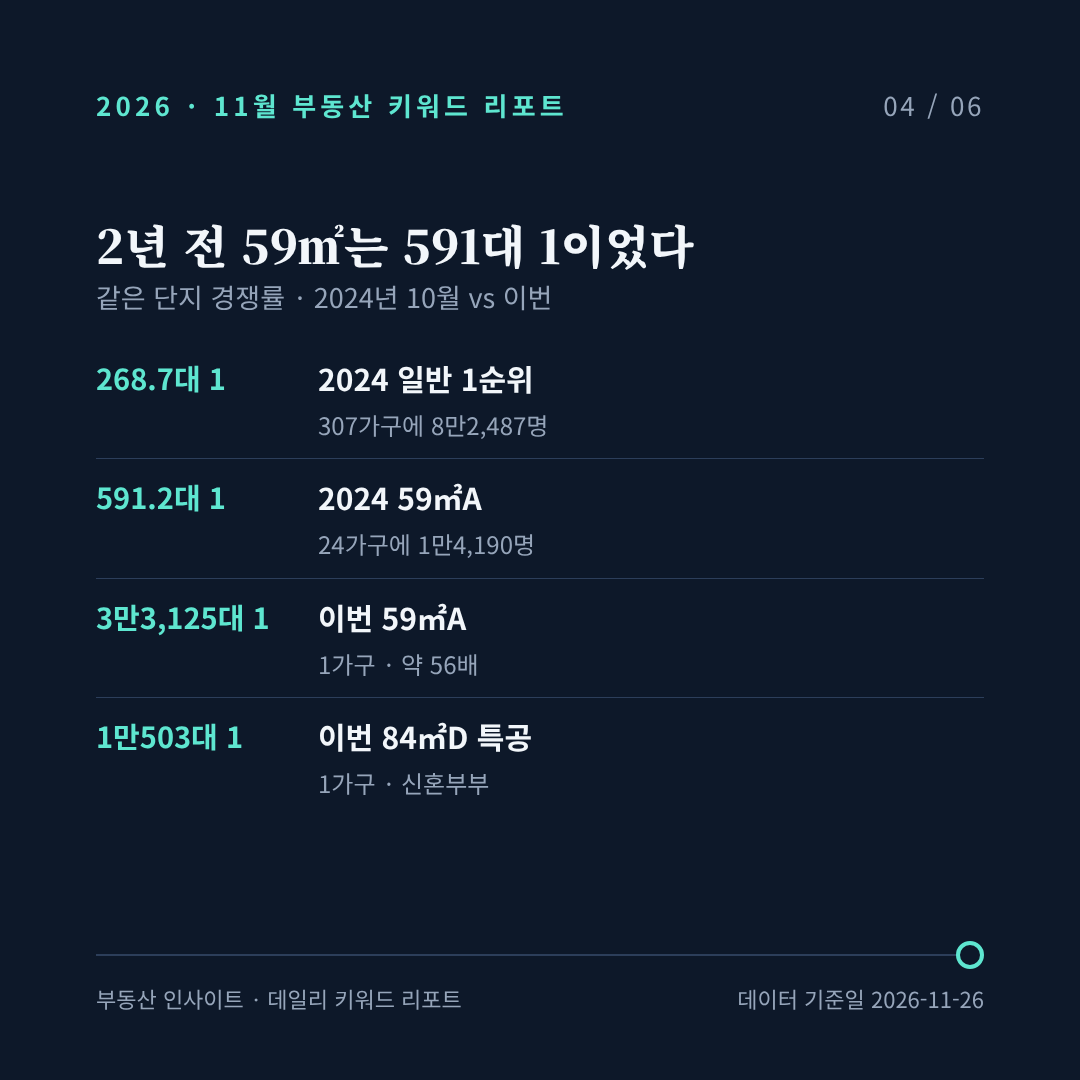 2026 · 11월 부동산 키워드 리포트
04 / 06
2년 전 59㎡는 591대 1이었다
같은 단지 경쟁률 · 2024년 10월 vs 이번
268.7대 1
2024 일반 1순위
307가구에 8만2,487명
591.2대 1
2024 59㎡A
24가구에 1만4,190명
3만3,125대 1
이번 59㎡A
1가구 · 약 56배
1만503대 1
이번 84㎡D 특공
1가구 · 신혼부부
부동산 인사이트 · 데일리 키워드 리포트
데이터 기준일 2026-11-26